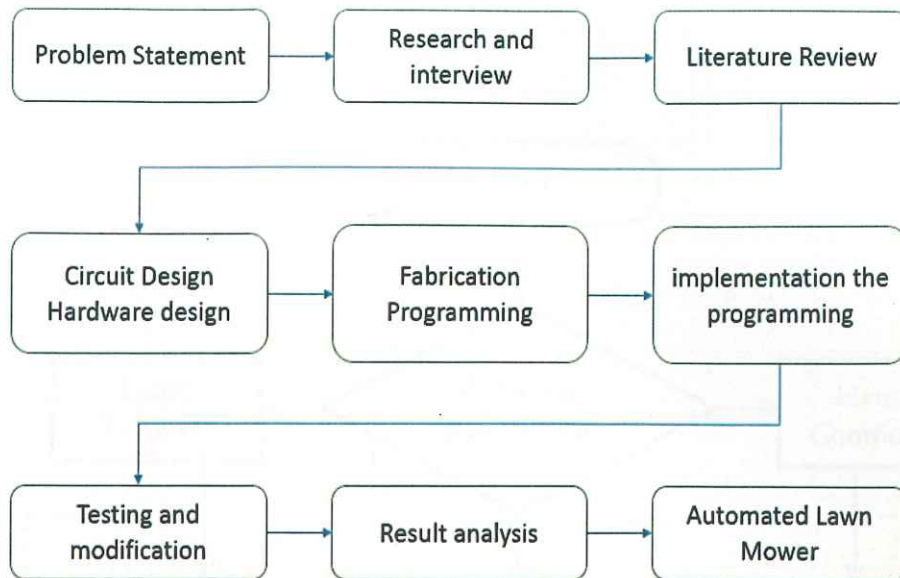 Problem Statement
Research and
interview
Literature Review
Circuit Design
Hardware design
Fabrication
Programming
implementation the
programming
Testing and
modification
Result analysis
Automated Lawn
Mower